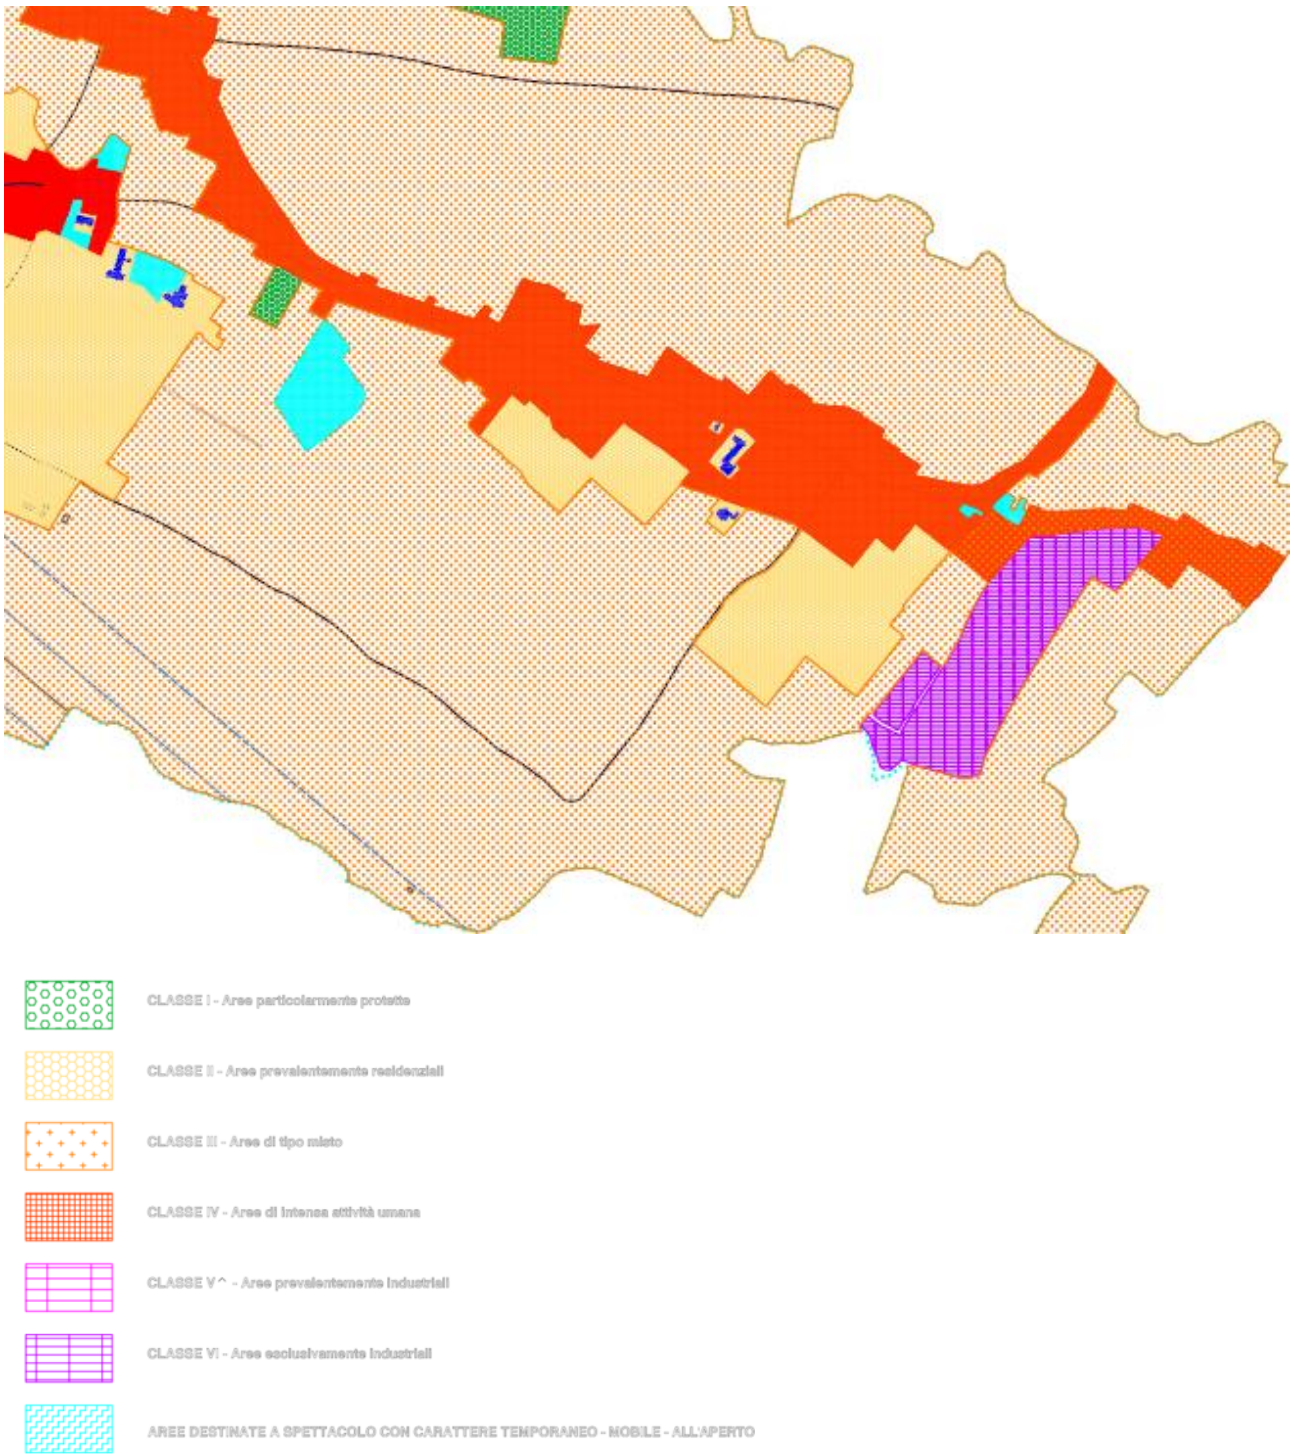 CLASSE I - Aree particolarmente protette
CLASSE II - Aree prevalentemente residenziali
CLASSE III - Aree di tipo misto
CLASSE IV - Aree di intensa attività umana
CLASSE V^ - Aree prevalentemente industriali
CLASSE VI - Aree esclusivamente industriali
AREE DESTINATE A SPETTACOLO CON CARATTERE TEMPORANEO - MOBILE - ALL'APERTO